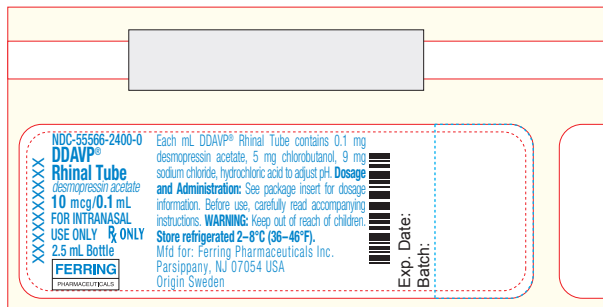 XXXXXXXXXX
NDC-55566-2400-0
DDAVP®
Rhinal Tube
desmopressin acetate
10 mcg/0.1 mL
FOR INTRANASAL
USE ONLY ℞ ONLY
2.5 mL Bottle
FERRING
PHARMACEUTICALS
Each mL DDAVP® Rhinal Tube contains 0.1 mg
desmopressin acetate, 5 mg chlorobutanol, 9 mg
sodium chloride, hydrochloric acid to adjust pH. Dosage
and Administration: See package insert for dosage
information. Before use, carefully read accompanying
instructions. WARNING: Keep out of reach of children.
Store refrigerated 2–8°C (36–46°F).
Mfd for: Ferring Pharmaceuticals Inc.
Parsippany, NJ 07054 USA
Origin Sweden
Exp. Date:
Batch: